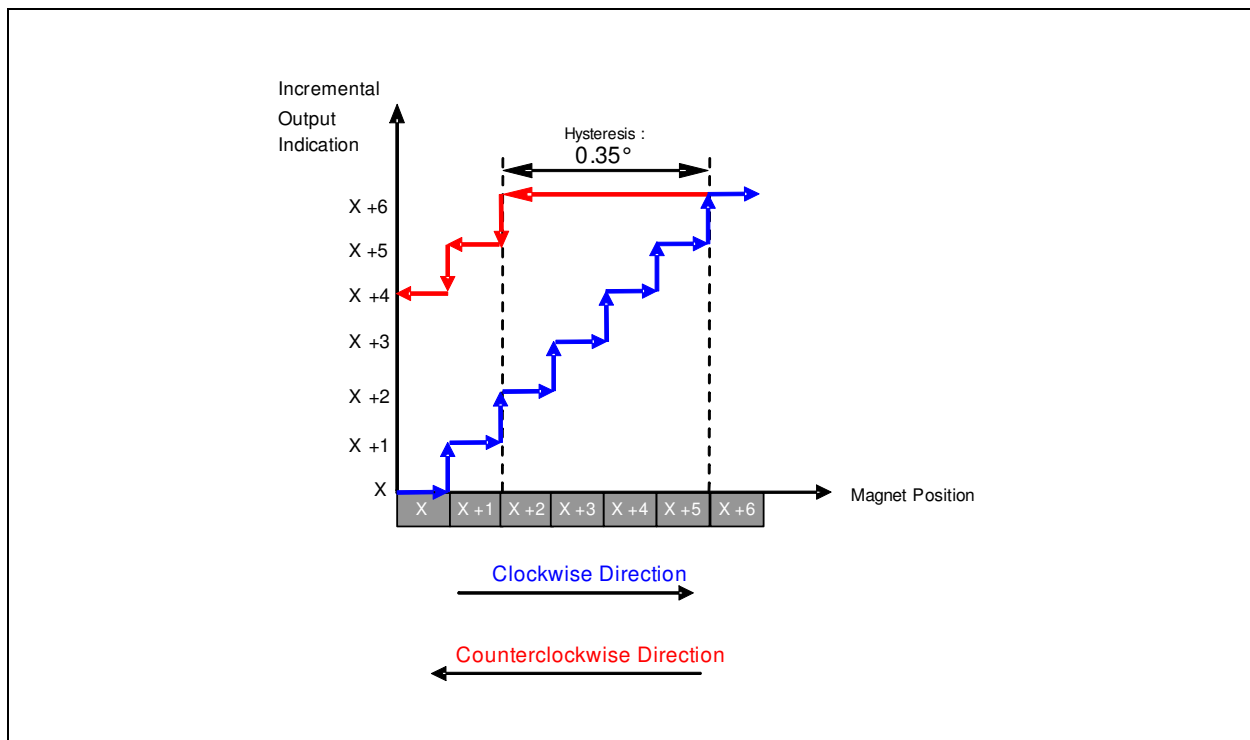 Incremental
Output
Indication
Hysteresis :
0.35°
X +6
X +5
X +4
X +3
X +2
X +1
X
X X +1 X +2 X +3 X +4 X +5 X +6
Magnet Position
Clockwise Direction
Counterclockwise Direction